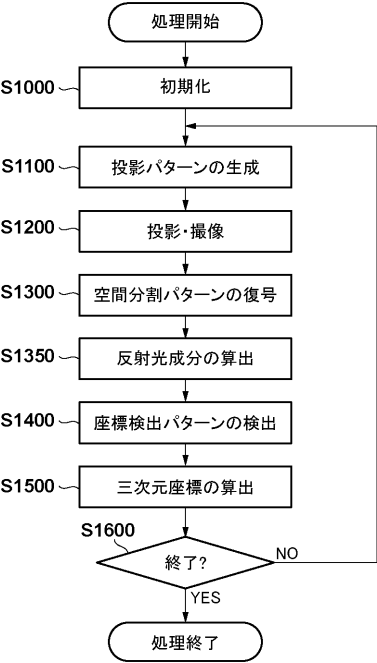 処理開始
S1000 初期化
S1100 投影パターンの生成
S1200 投影・撮像
S1300 空間分割パターンの復号
S1350 反射光成分の算出
S1400 座標検出パターンの検出
S1500 三次元座標の算出
S1600
終了? NO
YES
処理終了